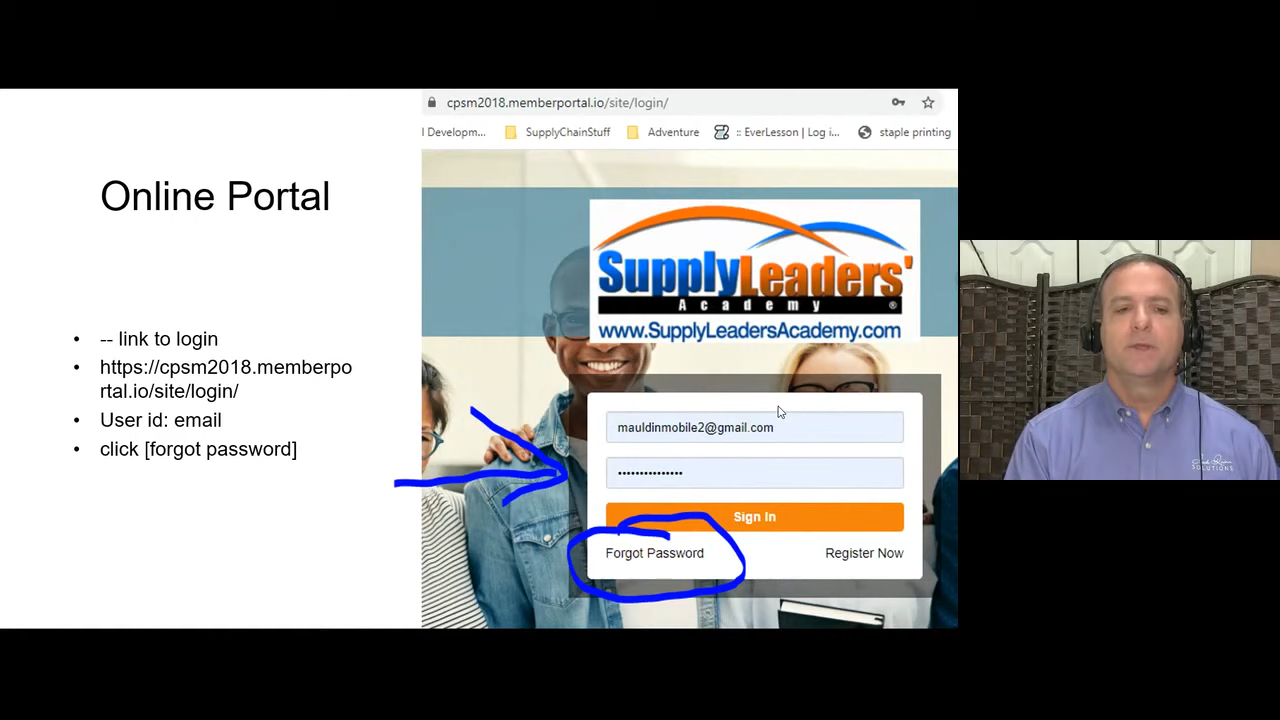 Online Portal
-- link to login
https://cpsm2018.memberpo
rtal.io/site/login/
User id: email
click [forgot password]
cpsm2018.memberportal.io/site/login/
l Developm...
SupplyChainStuff
Adventure
:: EverLesson | Log i...
staple printing
SupplyLeaders'
Academy ®
www.SupplyLeadersAcademy.com
mauldinmobile2@gmail.com
•••••••••••••••
Sign In
Forgot Password
Register Now
SOLUTIONS